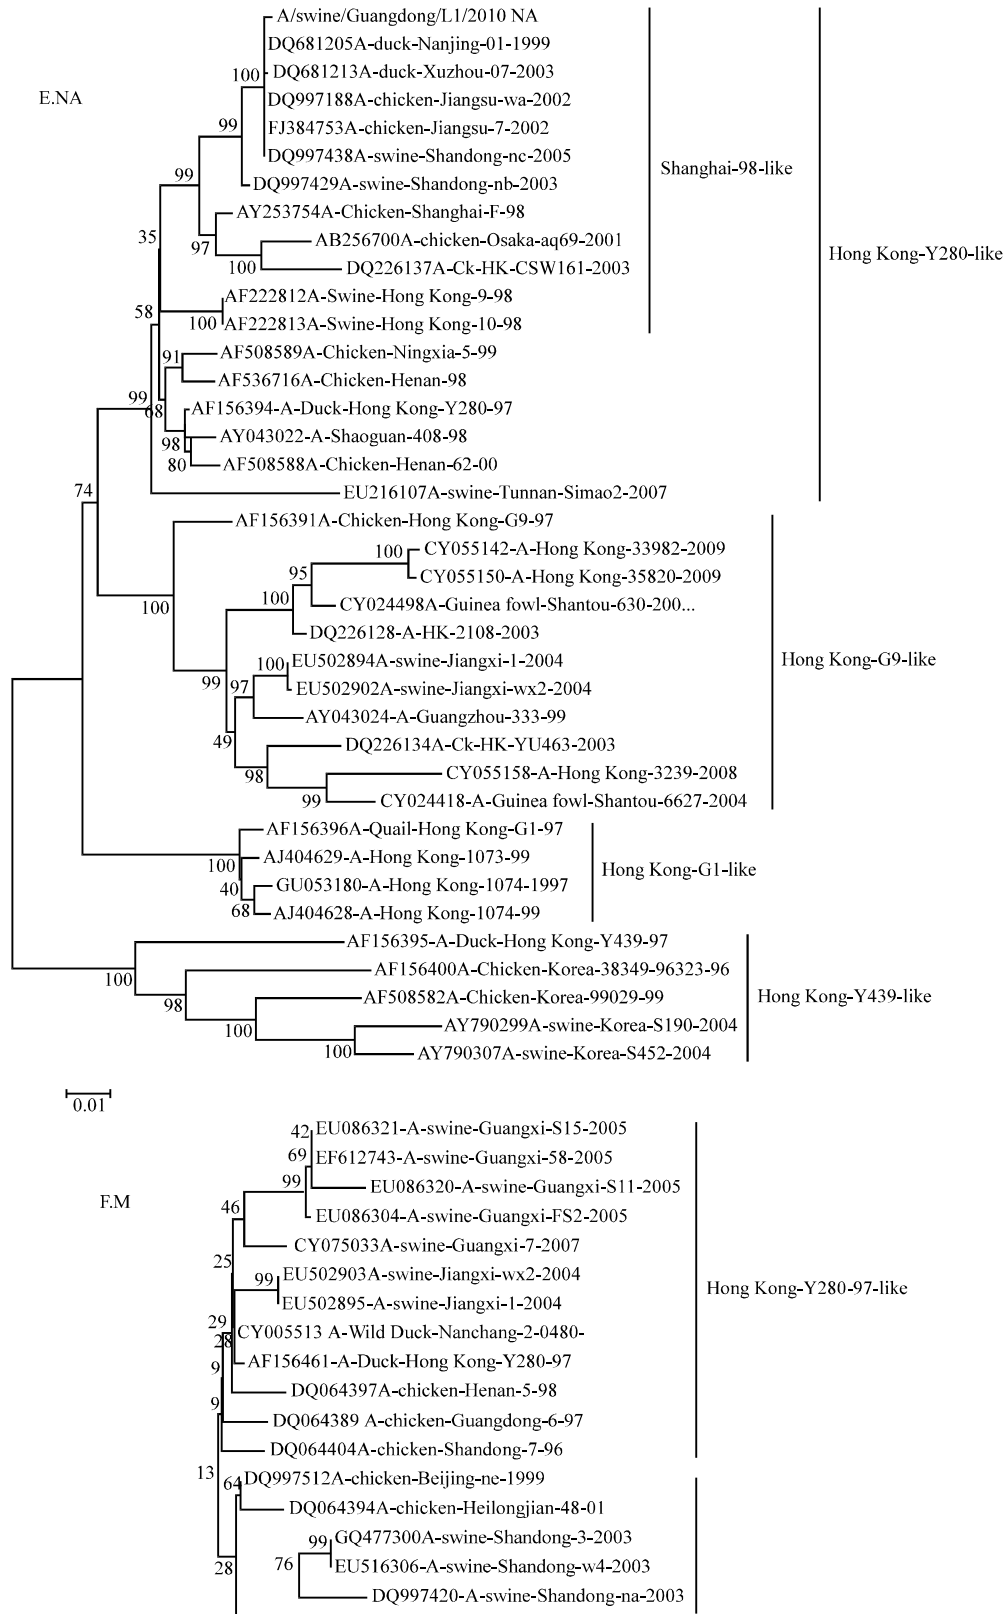 E.NA
A/swine/Guangdong/L1/2010 NA
DQ681205A-duck-Nanjing-01-1999
DQ681213A-duck-Xuzhou-07-2003
100
DQ997188A-chicken-Jiangsu-wa-2002
FJ384753A-chicken-Jiangsu-7-2002
99
DQ997438A-swine-Shandong-nc-2005
Shanghai-98-like
99
DQ997429A-swine-Shandong-nb-2003
AY253754A-Chicken-Shanghai-F-98
35
97
AB256700A-chicken-Osaka-aq69-2001
Hong Kong-Y280-like
100
DQ226137A-Ck-HK-CSW161-2003
AF222812A-Swine-Hong Kong-9-98
58
100
AF222813A-Swine-Hong Kong-10-98
91
AF508589A-Chicken-Ningxia-5-99
AF536716A-Chicken-Henan-98
99
68
AF156394-A-Duck-Hong Kong-Y280-97
98
AY043022-A-Shaoguan-408-98
80
AF508588A-Chicken-Henan-62-00
74
EU216107A-swine-Tunnan-Simao2-2007
AF156391A-Chicken-Hong Kong-G9-97
100
CY055142-A-Hong Kong-33982-2009
95
CY055150-A-Hong Kong-35820-2009
100
100
CY024498A-Guinea fowl-Shantou-630-200...
DQ226128-A-HK-2108-2003
100
EU502894A-swine-Jiangxi-1-2004
Hong Kong-G9-like
99
97
EU502902A-swine-Jiangxi-wx2-2004
AY043024-A-Guangzhou-333-99
49
DQ226134A-Ck-HK-YU463-2003
98
CY055158-A-Hong Kong-3239-2008
99
CY024418-A-Guinea fowl-Shantou-6627-2004
AF156396A-Quail-Hong Kong-G1-97
100
AJ404629-A-Hong Kong-1073-99
Hong Kong-G1-like
40
GU053180-A-Hong Kong-1074-1997
68
AJ404628-A-Hong Kong-1074-99
AF156395-A-Duck-Hong Kong-Y439-97
100
AF156400A-Chicken-Korea-38349-96323-96
98
AF508582A-Chicken-Korea-99029-99
Hong Kong-Y439-like
100
AY790299A-swine-Korea-S190-2004
100
AY790307A-swine-Korea-S452-2004
0.01
F.M
42
EU086321-A-swine-Guangxi-S15-2005
69
EF612743-A-swine-Guangxi-58-2005
99
EU086320-A-swine-Guangxi-S11-2005
46
EU086304-A-swine-Guangxi-FS2-2005
CY075033A-swine-Guangxi-7-2007
25
99
EU502903A-swine-Jiangxi-wx2-2004
Hong Kong-Y280-97-like
EU502895-A-swine-Jiangxi-1-2004
29
28
CY005513 A-Wild Duck-Nanchang-2-0480-
9
AF156461-A-Duck-Hong Kong-Y280-97
DQ064397A-chicken-Henan-5-98
9
DQ064389 A-chicken-Guangdong-6-97
DQ064404A-chicken-Shandong-7-96
13
64
DQ997512A-chicken-Beijing-ne-1999
DQ064394A-chicken-Heilongjian-48-01
99
GQ477300A-swine-Shandong-3-2003
28
76
EU516306-A-swine-Shandong-w4-2003
DQ997420-A-swine-Shandong-na-2003